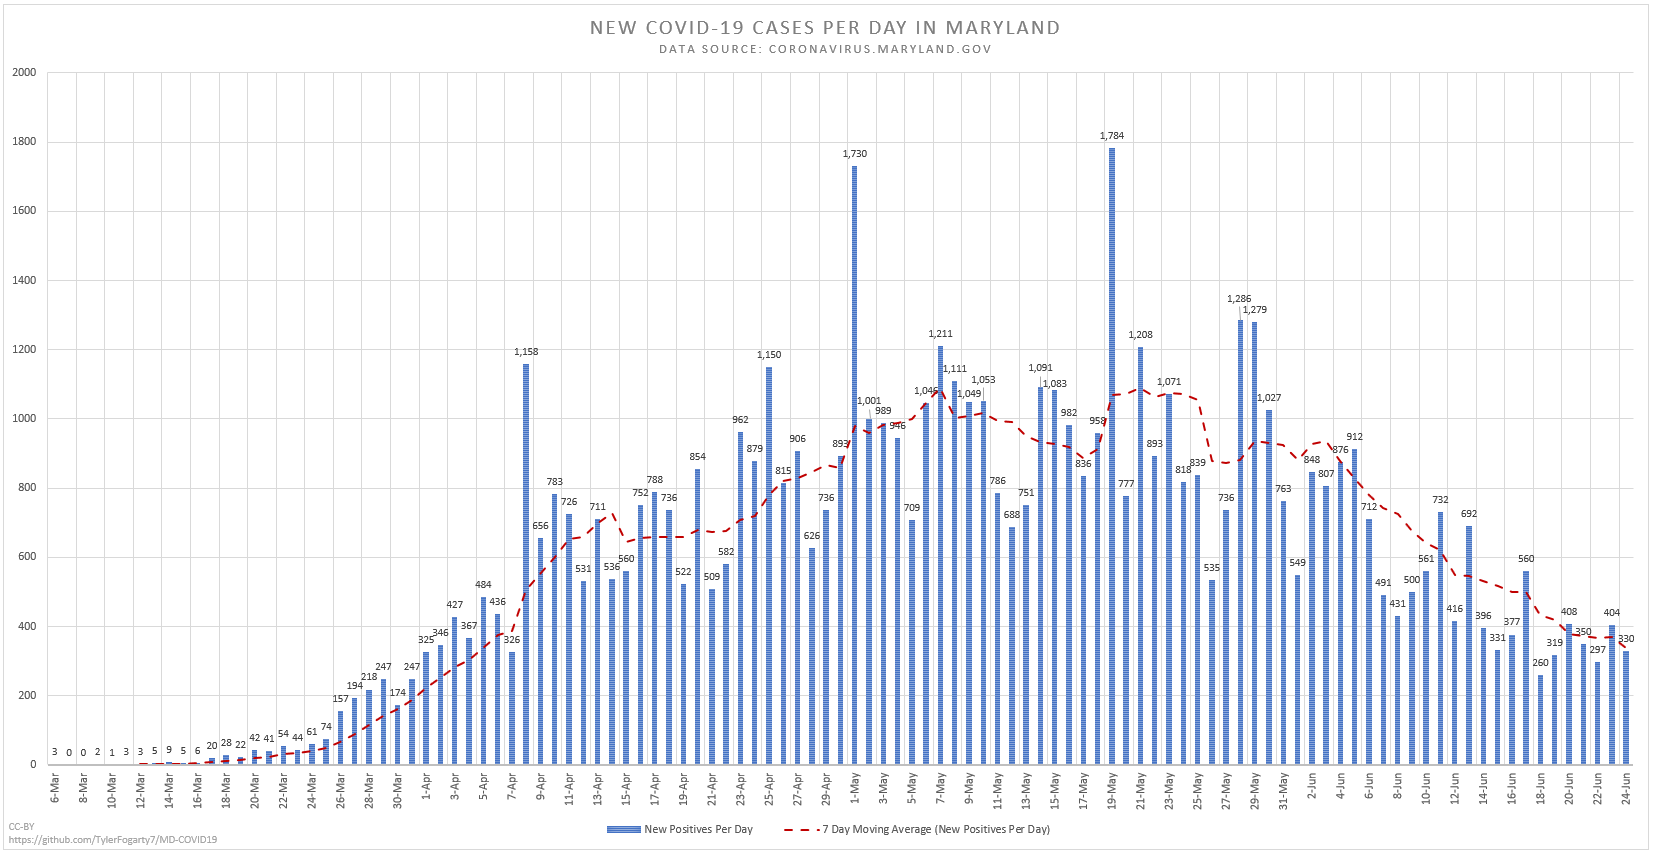 NEW COVID-19 CASES PER DAY IN MARYLAND
DATA SOURCE: CORONAVIRUS.MARYLAND.GOV
2000
1800
1600
1400
1200
1000
800
600
400
200
0
3 0 0 2 1 3 3 5 9 5 6 20 28 22 42 41 54 44 61 74 157 194 218 247 174 247 325 346 427 367 484 436 326 1,158 656 783 726 531 711 536 560 752 788 736 522 854 509 582 962 879 1,150 815 906 626 736 893 1,730 1,001 989 946 709 1,046 1,211 1,111 1,049 1,053 786 688 751 1,091 1,083 982 836 958 1,784 777 1,208 893 1,071 818 839 535 736 1,286 1,279 1,027 763 549 848 807 876 912 712 491 431 500 561 732 416 692 396 331 377 560 260 319 408 350 297 404 330
6-Mar 8-Mar 10-Mar 12-Mar 14-Mar 16-Mar 18-Mar 20-Mar 22-Mar 24-Mar 26-Mar 28-Mar 30-Mar 1-Apr 3-Apr 5-Apr 7-Apr 9-Apr 11-Apr 13-Apr 15-Apr 17-Apr 19-Apr 21-Apr 23-Apr 25-Apr 27-Apr 29-Apr 1-May 3-May 5-May 7-May 9-May 11-May 13-May 15-May 17-May 19-May 21-May 23-May 25-May 27-May 29-May 31-May 2-Jun 4-Jun 6-Jun 8-Jun 10-Jun 12-Jun 14-Jun 16-Jun 18-Jun 20-Jun 22-Jun 24-Jun
New Positives Per Day
7 Day Moving Average (New Positives Per Day)
CC-BY
https://github.com/TylerFogarty7/MD-COVID19